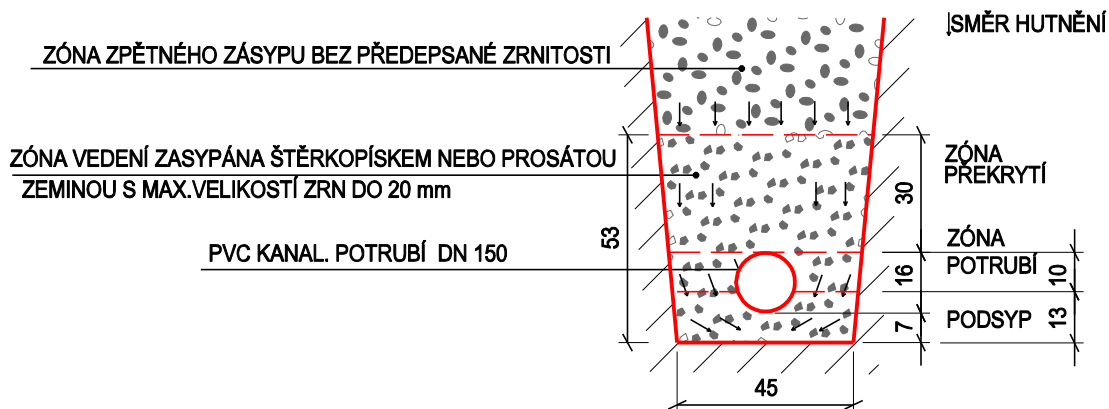 SMĚR HUTNĚNÍ
ZÓNA ZPĚTNÉHO ZÁSYPU BEZ PŘEDEPSANÉ ZRNITOSTI
ZÓNA VEDENÍ ZASYPÁNA ŠTĚRKOPÍSKEM NEBO PROSÁTOU
ZEMINOU S MAX.VELIKOSTÍ ZRN DO 20 mm
ZÓNA
PŘEKRYTÍ
30
53
PVC KANAL. POTRUBÍ DN 150
ZÓNA
POTRUBÍ
16
10
PODSYP
7
13
45